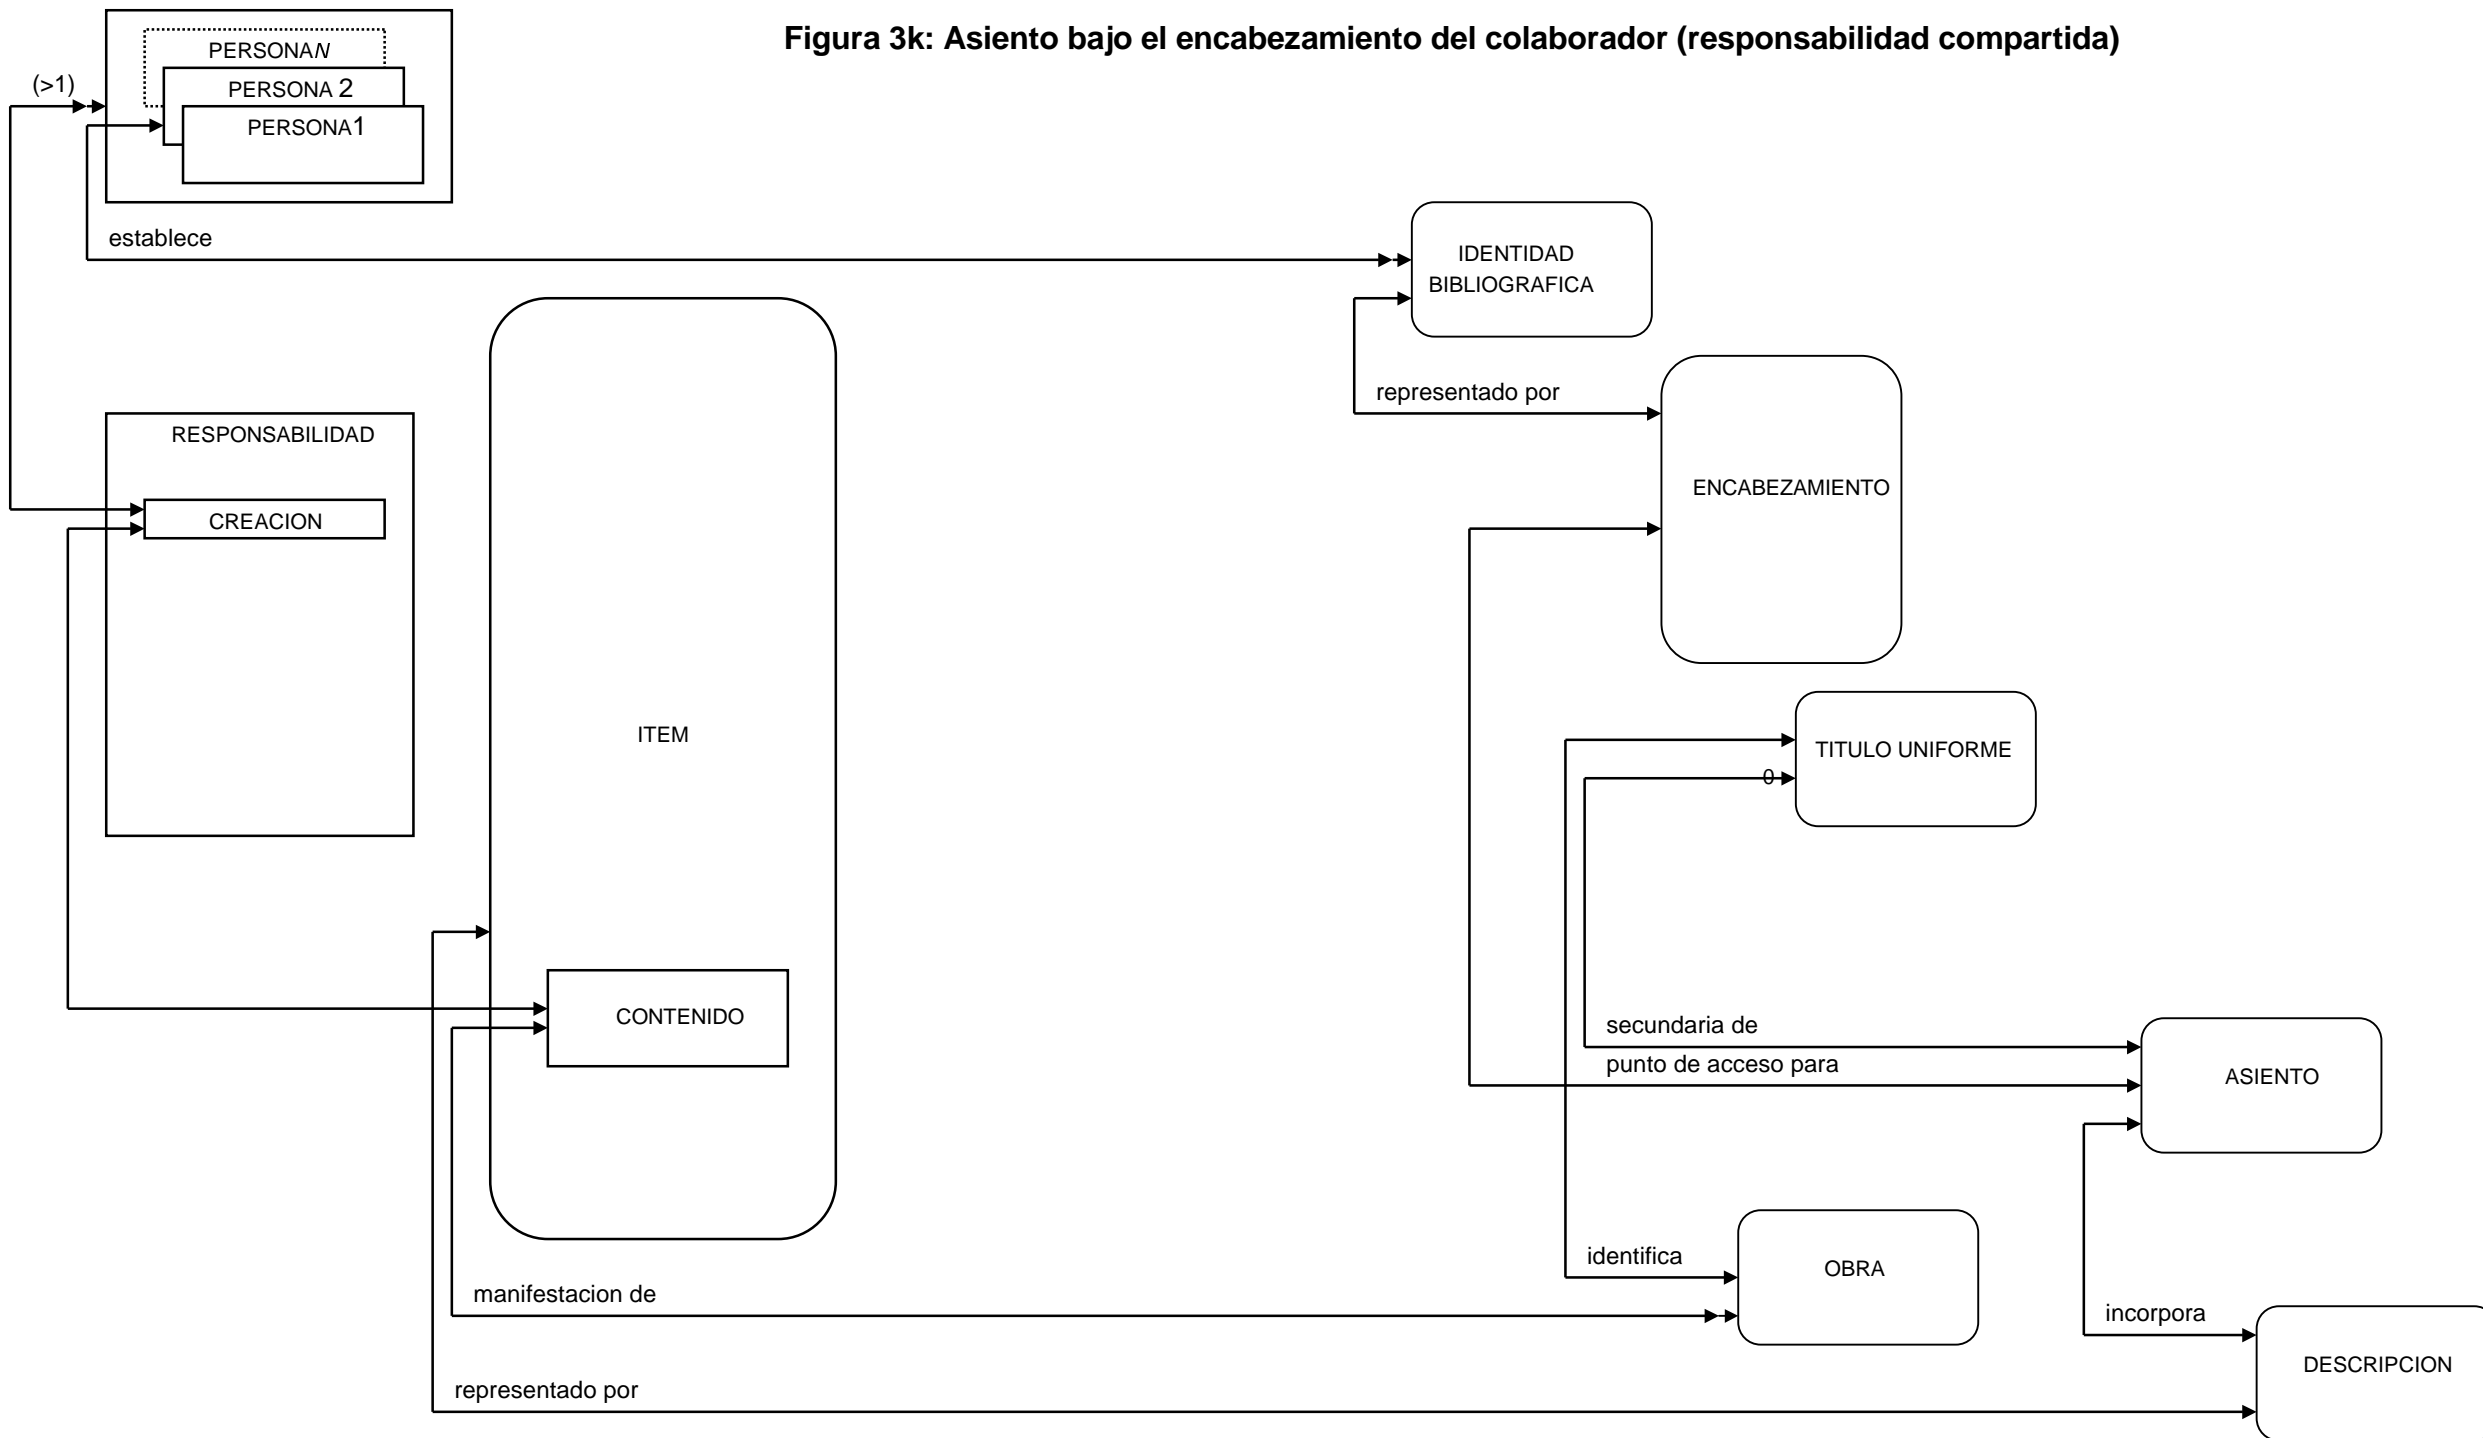 Figura 3k: Asiento bajo el encabezamiento del colaborador (responsabilidad compartida)
PERSONAN
(>1)
PERSONA 2
PERSONA1
establece
IDENTIDAD
BIBLIOGRAFICA
representado por
RESPONSABILIDAD
ENCABEZAMIENTO
CREACION
ITEM
TITULO UNIFORME
0
CONTENIDO
secundaria de
punto de acceso para
ASIENTO
identifica
OBRA
manifestacion de
incorpora
DESCRIPCION
representado por